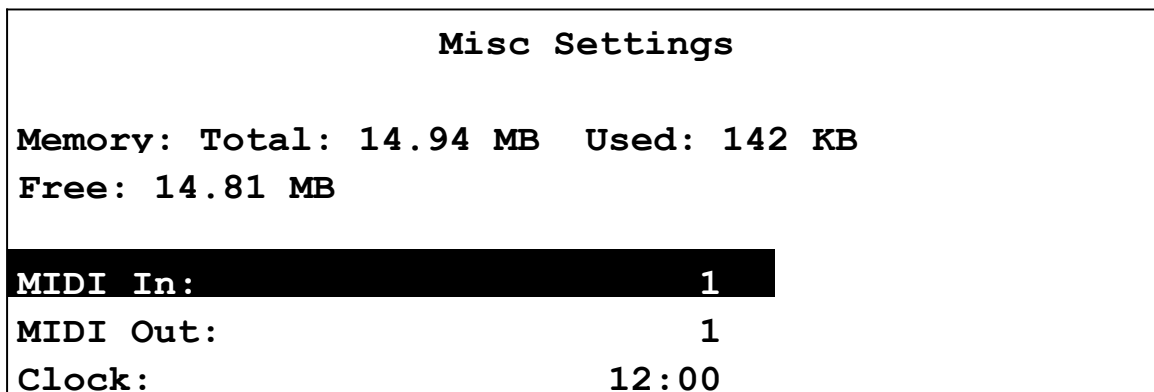 Misc Settings
Memory: Total: 14.94 MB Used: 142 KB
Free: 14.81 MB
MIDI In: 1
MIDI Out: 1
Clock: 12:00